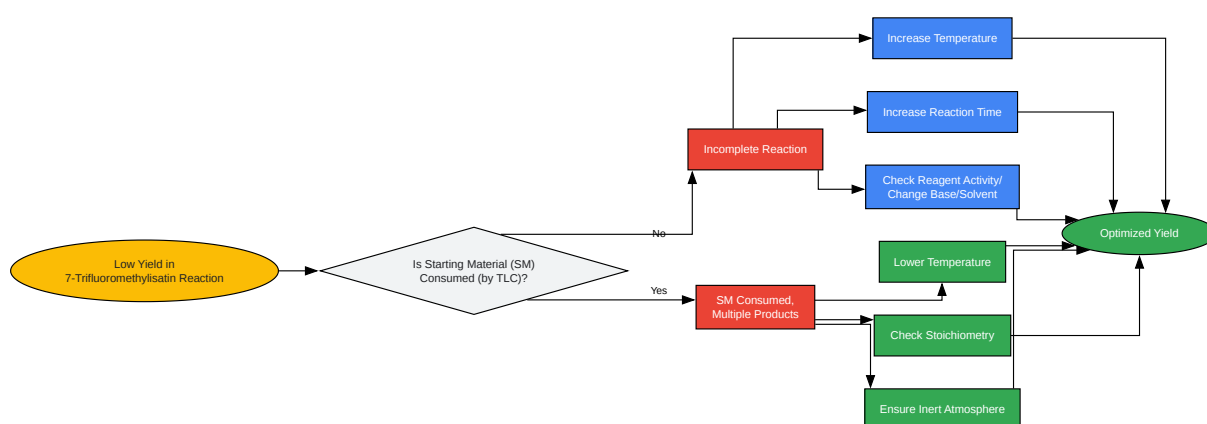 Low Yield in
7-Trifluoromethylisatin Reaction
Is Starting Material (SM)
Consumed (by TLC)?
No
Yes
Incomplete Reaction
SM Consumed,
Multiple Products
Increase Temperature
Increase Reaction Time
Check Reagent Activity/
Change Base/Solvent
Lower Temperature
Check Stoichiometry
Ensure Inert Atmosphere
Optimized Yield